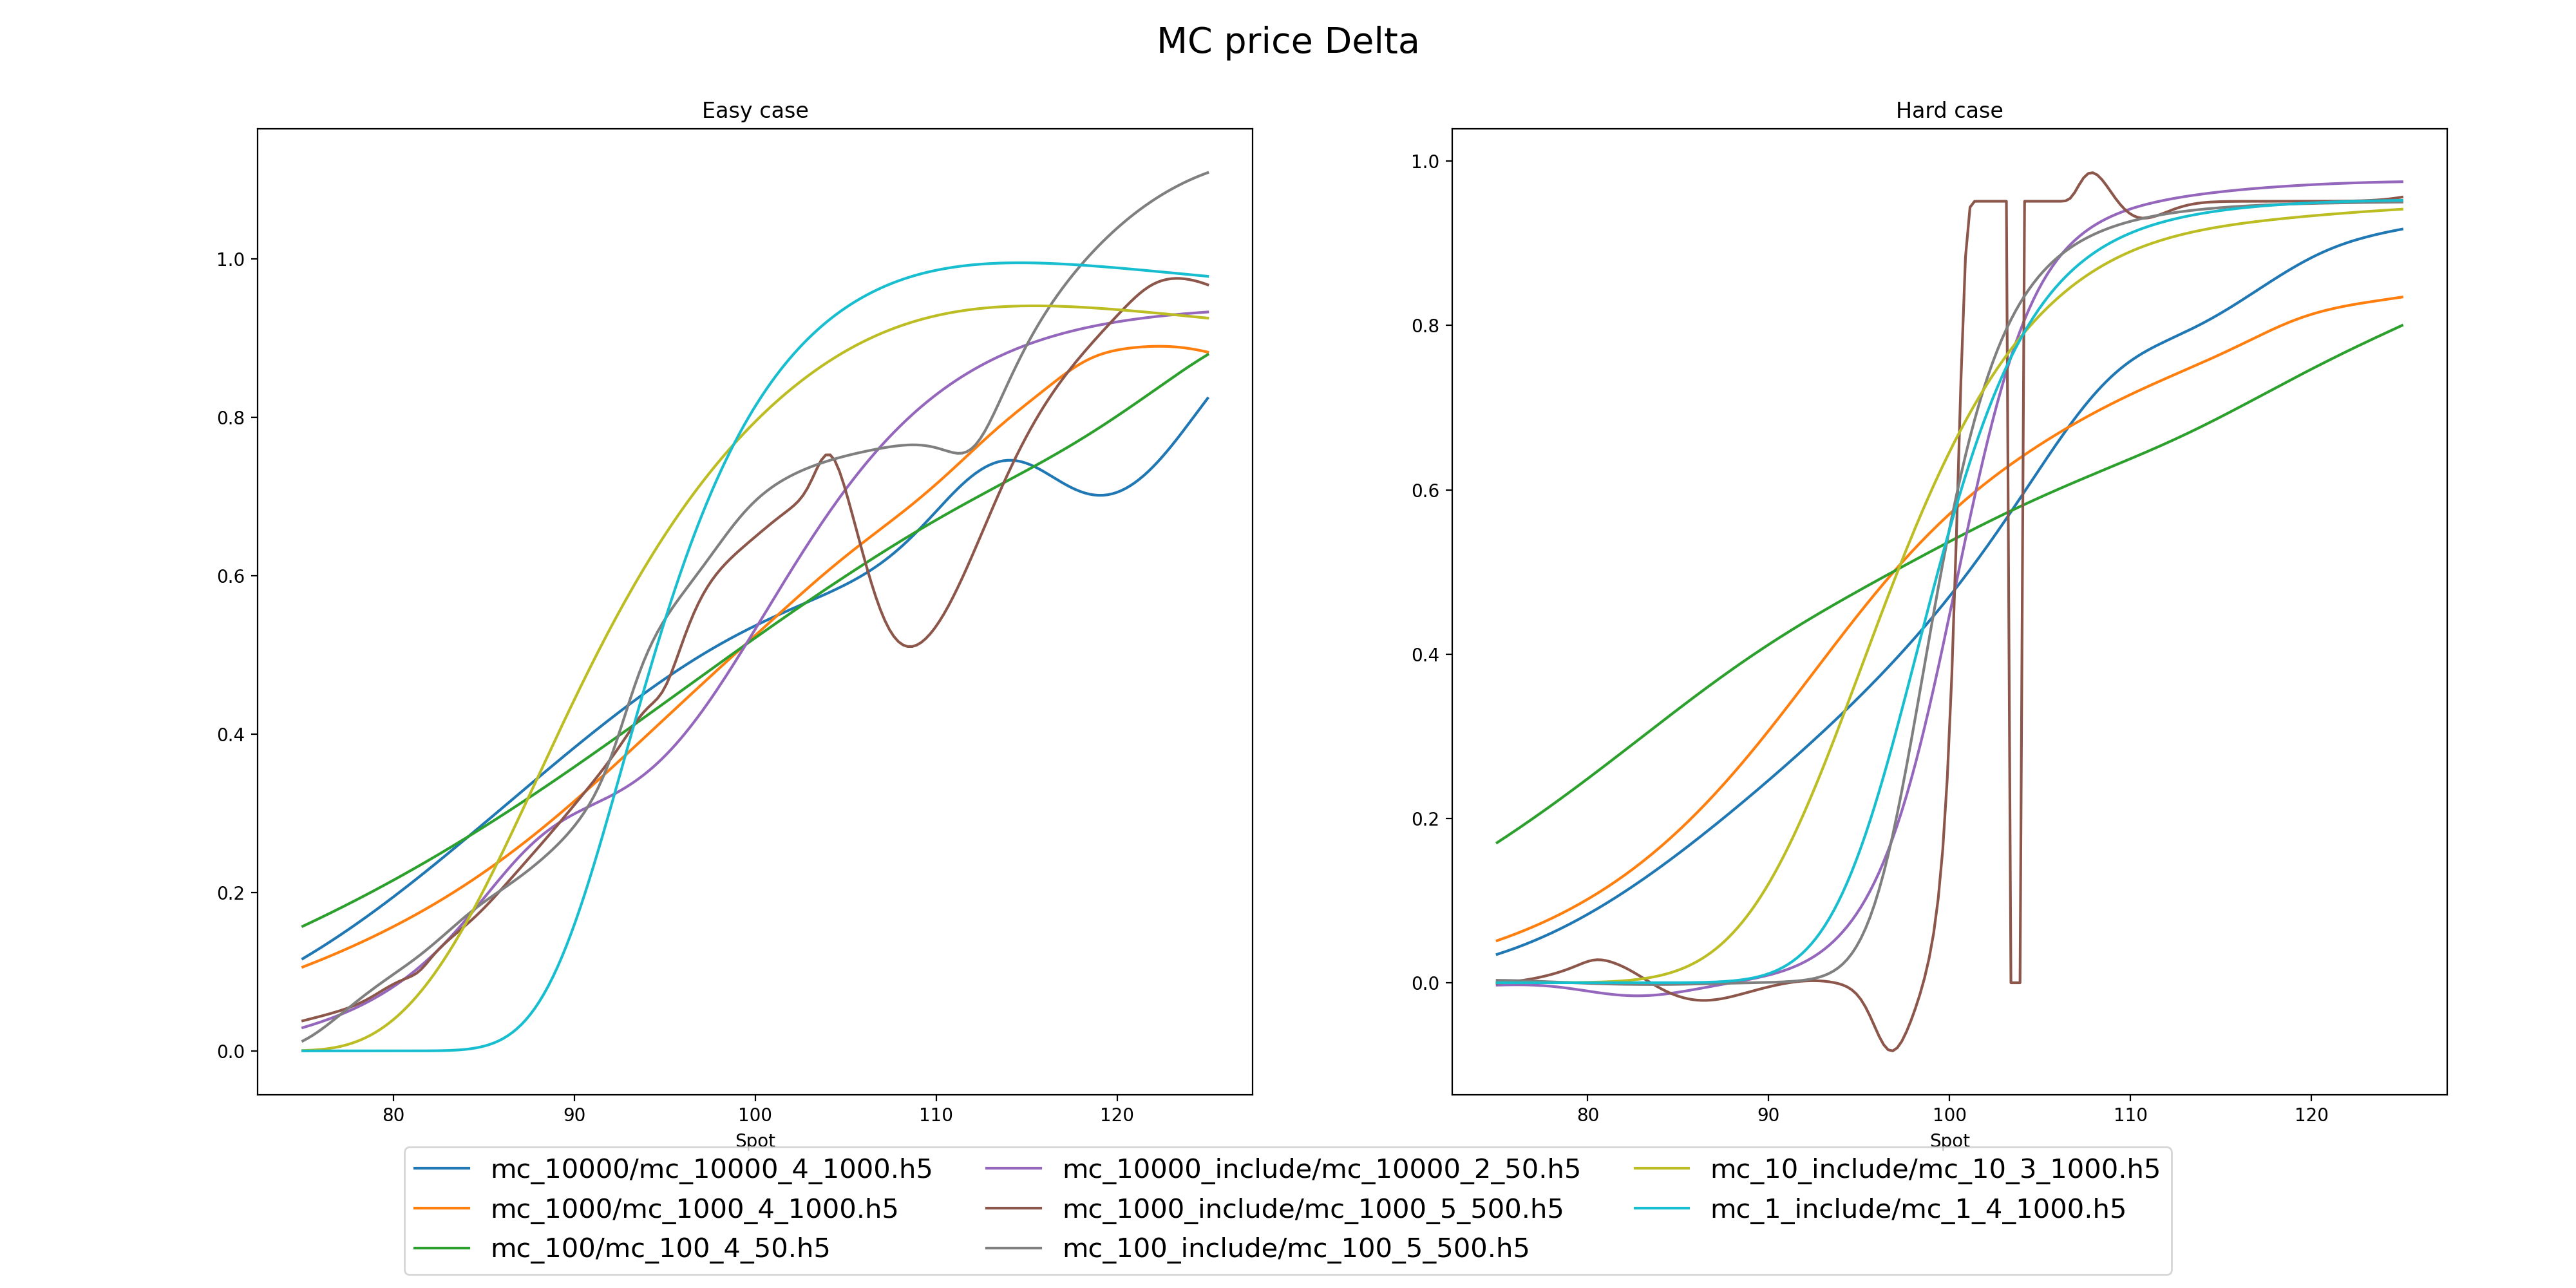 MC price Delta
Easy case
1.0
0.8
0.6
0.4
0.2
0.0
80 90 100 110 120
Spot
Hard case
1.0
0.8
0.6
0.4
0.2
0.0
80 90 100 110 120
Spot
mc_10000/mc_10000_4_1000.h5
mc_1000/mc_1000_4_1000.h5
mc_100/mc_100_4_50.h5
mc_10000_include/mc_10000_2_50.h5
mc_1000_include/mc_1000_5_500.h5
mc_100_include/mc_100_5_500.h5
mc_10_include/mc_10_3_1000.h5
mc_1_include/mc_1_4_1000.h5